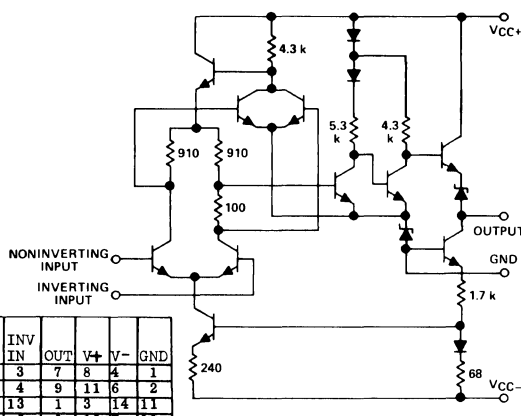 VCC+
4.3 k
5.3 k
4.3 k
910
910
100
OUTPUT
NONINVERTING INPUT
GND
INVERTING INPUT
1.7 k
240
68
VCC-
INV IN OUT V+ V- GND
3 7 8 4 1
4 9 11 6 2
13 1 3 14 11